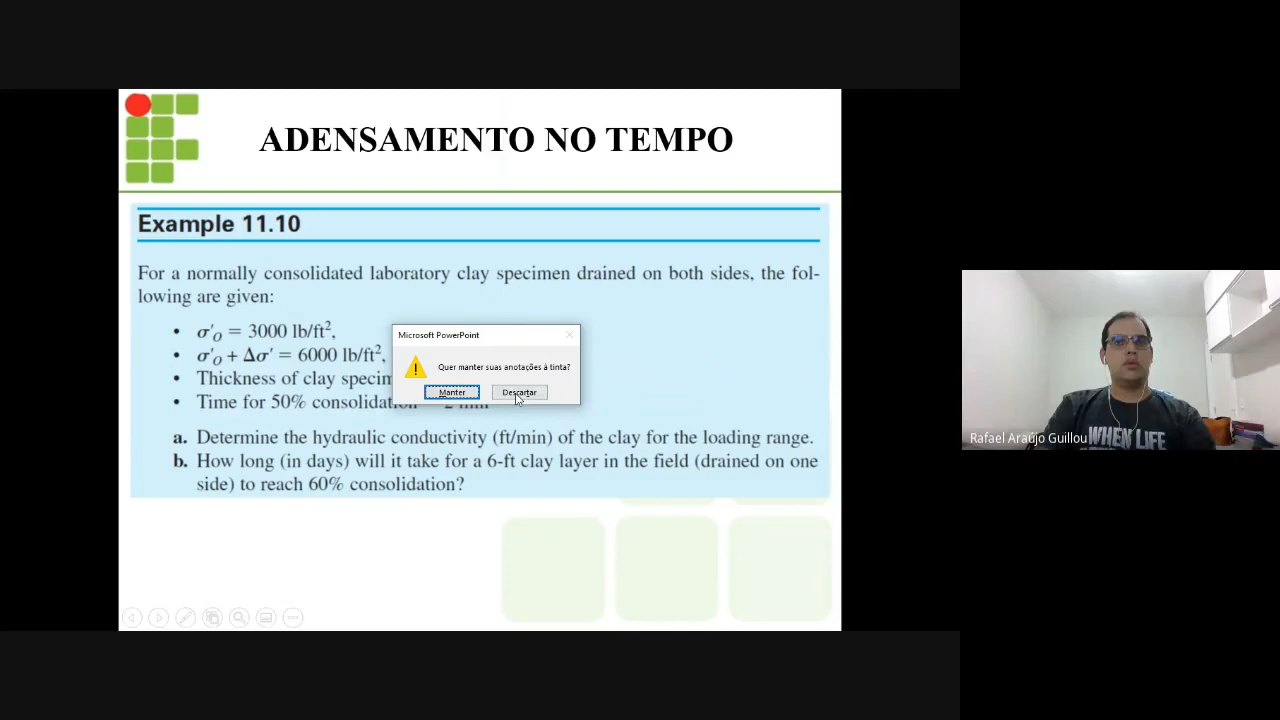 ADENSAMENTO NO TEMPO
Example 11.10
For a normally consolidated laboratory clay specimen drained on both sides, the fol-
lowing are given:
• σ′O = 3000 lb/ft²,
• σ′O + Δσ′ = 6000 lb/ft²,
• Thickness of clay
• Time for 50%
a. Determine the hydraulic conductivity (ft/min) of the clay for the loading range.
b. How long (in days) will it take for a 6-ft clay layer in the field (drained on one
side) to reach 60% consolidation?
Microsoft PowerPoint
Quer manter suas anotações à tinta?
Manter Descartar
Rafael Araújo Guillou
WHEN LIFE